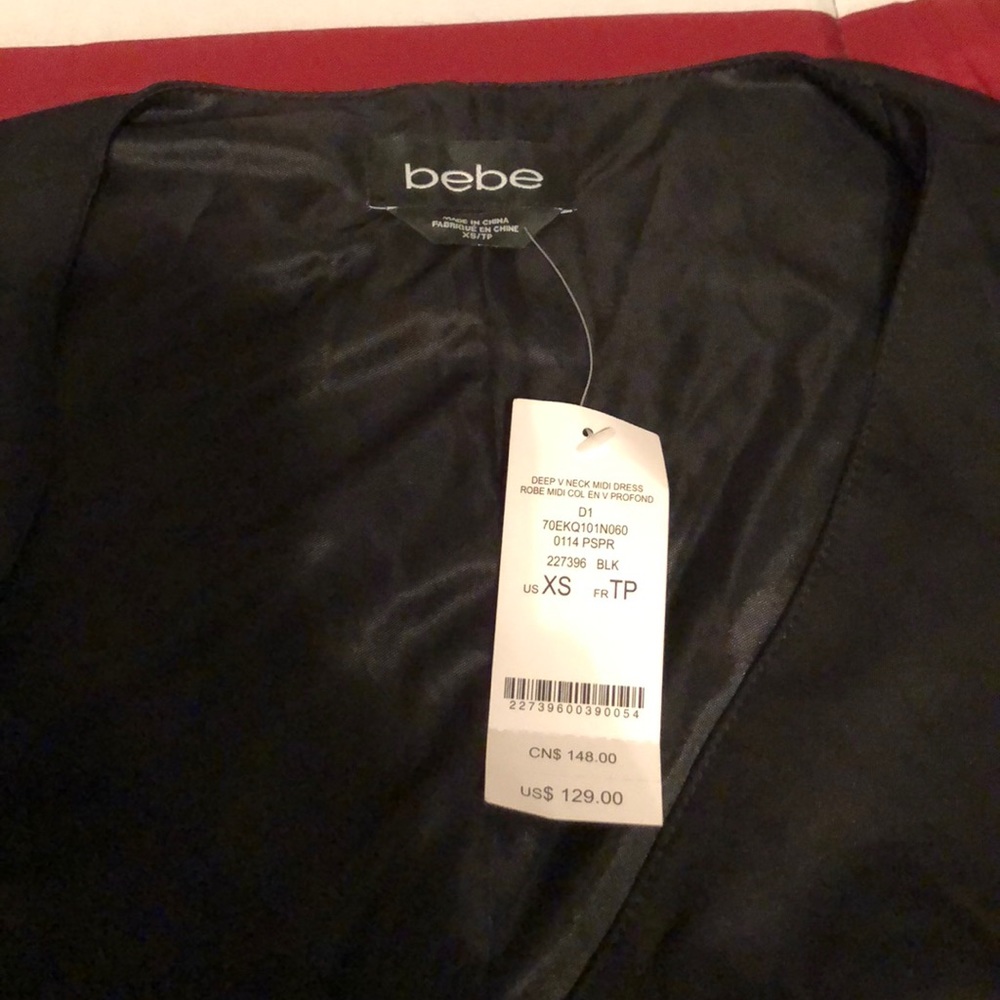 bebe
MADE IN CHINA
FABRIQUÉ EN CHINE
XS/TP
DEEP V NECK MIDI DRESS
ROBE MIDI COL EN V PROFOND
D1
70EKQ101N060
0114 PSPR
227396 BLK
US XS FR TP
22739600390054
CN$ 148.00
US$ 129.00